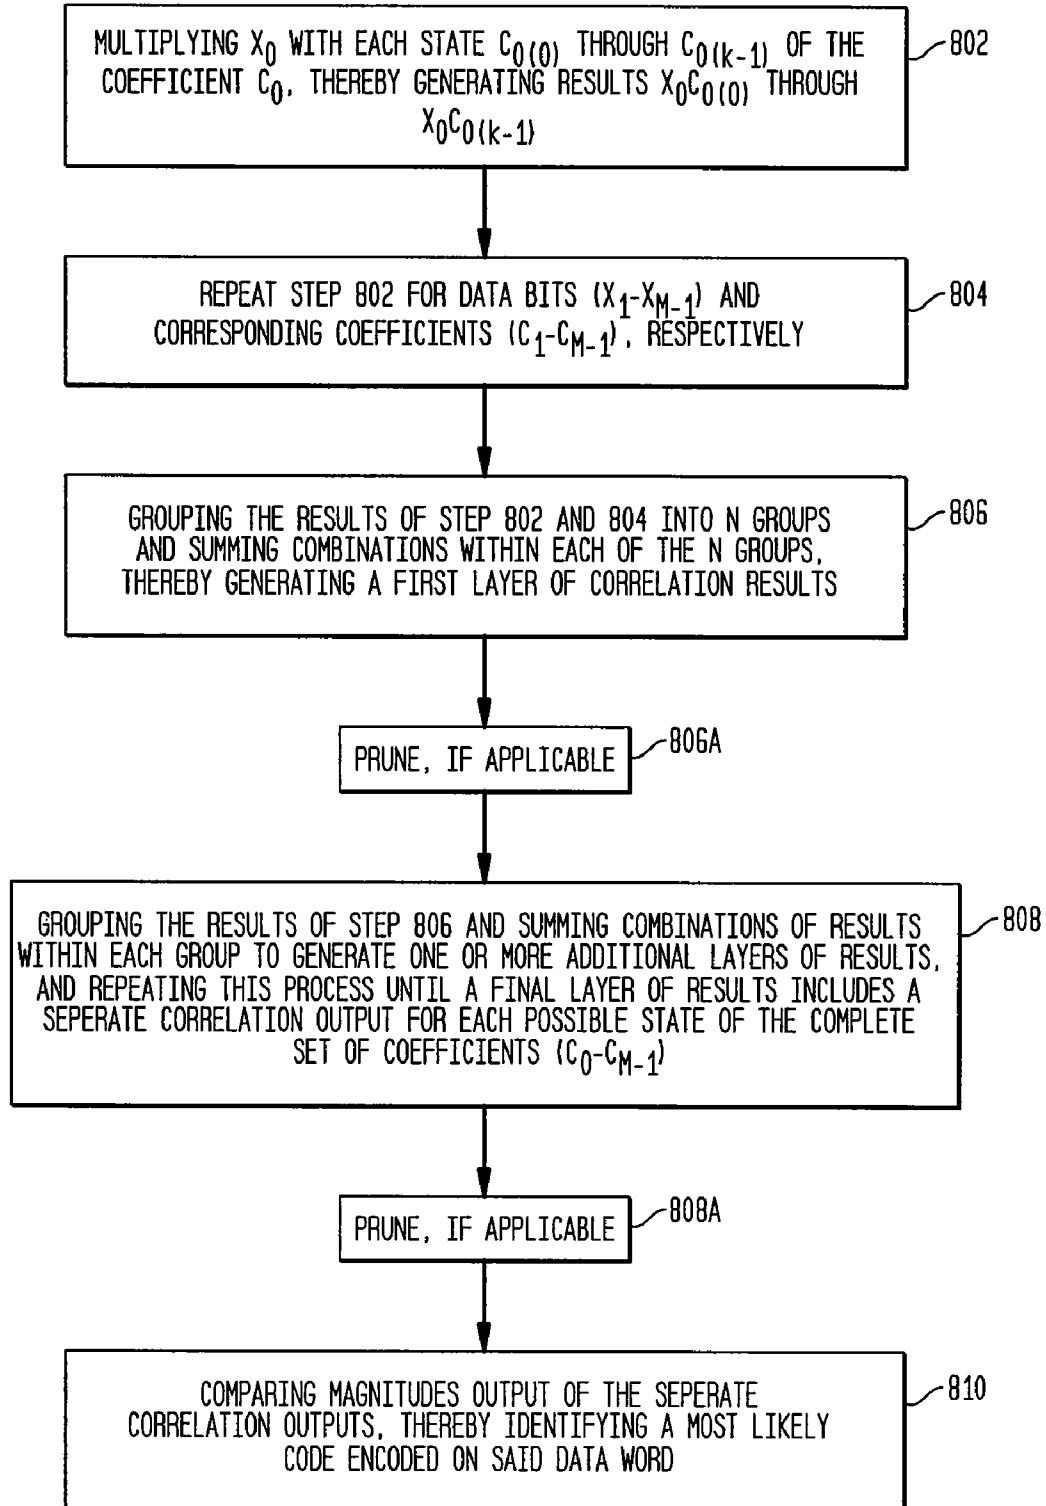 MULTIPLYING X0 WITH EACH STATE C0(0) THROUGH C0(k-1) OF THE
COEFFICIENT C0, THEREBY GENERATING RESULTS X0C0(0) THROUGH
X0C0(k-1)
802
REPEAT STEP 802 FOR DATA BITS (X1-XM-1) AND
CORRESPONDING COEFFICIENTS (C1-CM-1), RESPECTIVELY
804
GROUPING THE RESULTS OF STEP 802 AND 804 INTO N GROUPS
AND SUMMING COMBINATIONS WITHIN EACH OF THE N GROUPS,
THEREBY GENERATING A FIRST LAYER OF CORRELATION RESULTS
806
PRUNE, IF APPLICABLE
806A
GROUPING THE RESULTS OF STEP 806 AND SUMMING COMBINATIONS OF RESULTS
WITHIN EACH GROUP TO GENERATE ONE OR MORE ADDITIONAL LAYERS OF RESULTS,
AND REPEATING THIS PROCESS UNTIL A FINAL LAYER OF RESULTS INCLUDES A
SEPERATE CORRELATION OUTPUT FOR EACH POSSIBLE STATE OF THE COMPLETE
SET OF COEFFICIENTS (C0-CM-1)
808
PRUNE, IF APPLICABLE
808A
COMPARING MAGNITUDES OUTPUT OF THE SEPERATE
CORRELATION OUTPUTS, THEREBY IDENTIFYING A MOST LIKELY
CODE ENCODED ON SAID DATA WORD
810